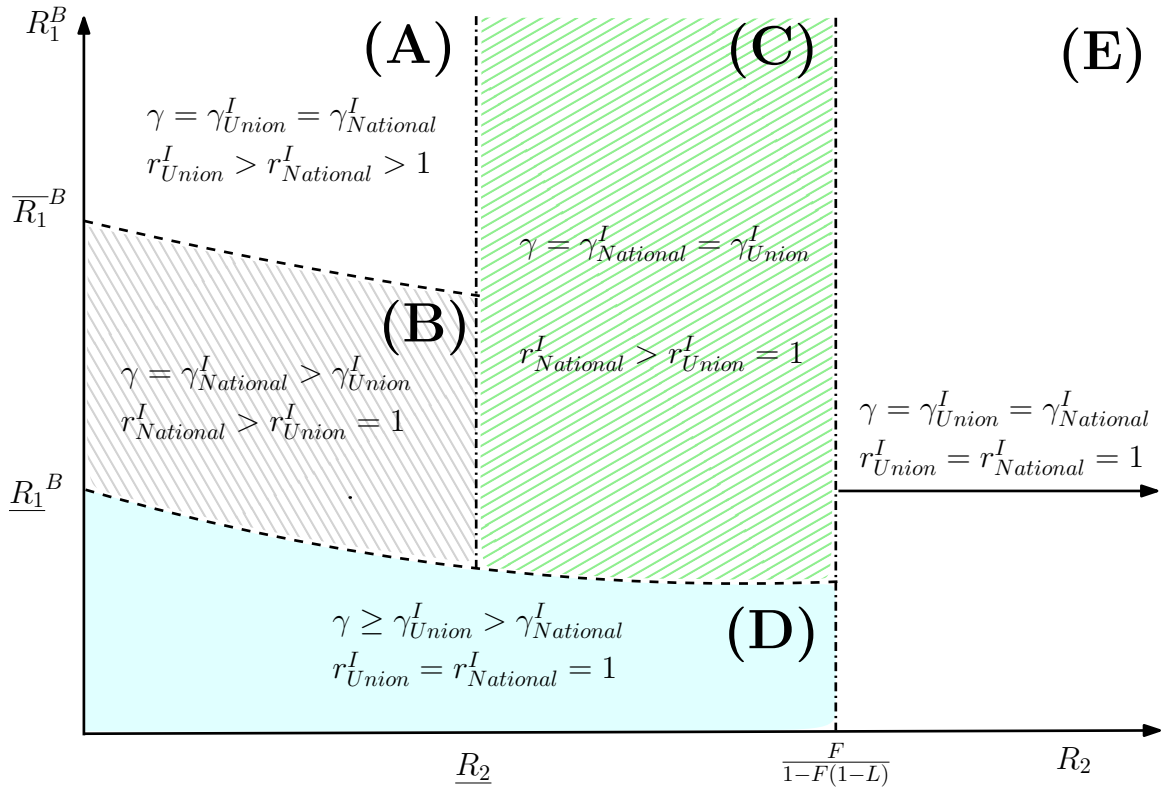 R_1^B
(A)
(C)
(E)
γ = γ^I_{Union} = γ^I_{National}
r^I_{Union} > r^I_{National} > 1
\overline{R_1}^B
γ = γ^I_{National} = γ^I_{Union}
(B)
r^I_{National} > r^I_{Union} = 1
γ = γ^I_{National} > γ^I_{Union}
r^I_{National} > r^I_{Union} = 1
γ = γ^I_{Union} = γ^I_{National}
r^I_{Union} = r^I_{National} = 1
\underline{R_1}^B
γ ≥ γ^I_{Union} > γ^I_{National}
r^I_{Union} = r^I_{National} = 1
(D)
\underline{R_2}
\frac{F}{1-F(1-L)}
R_2